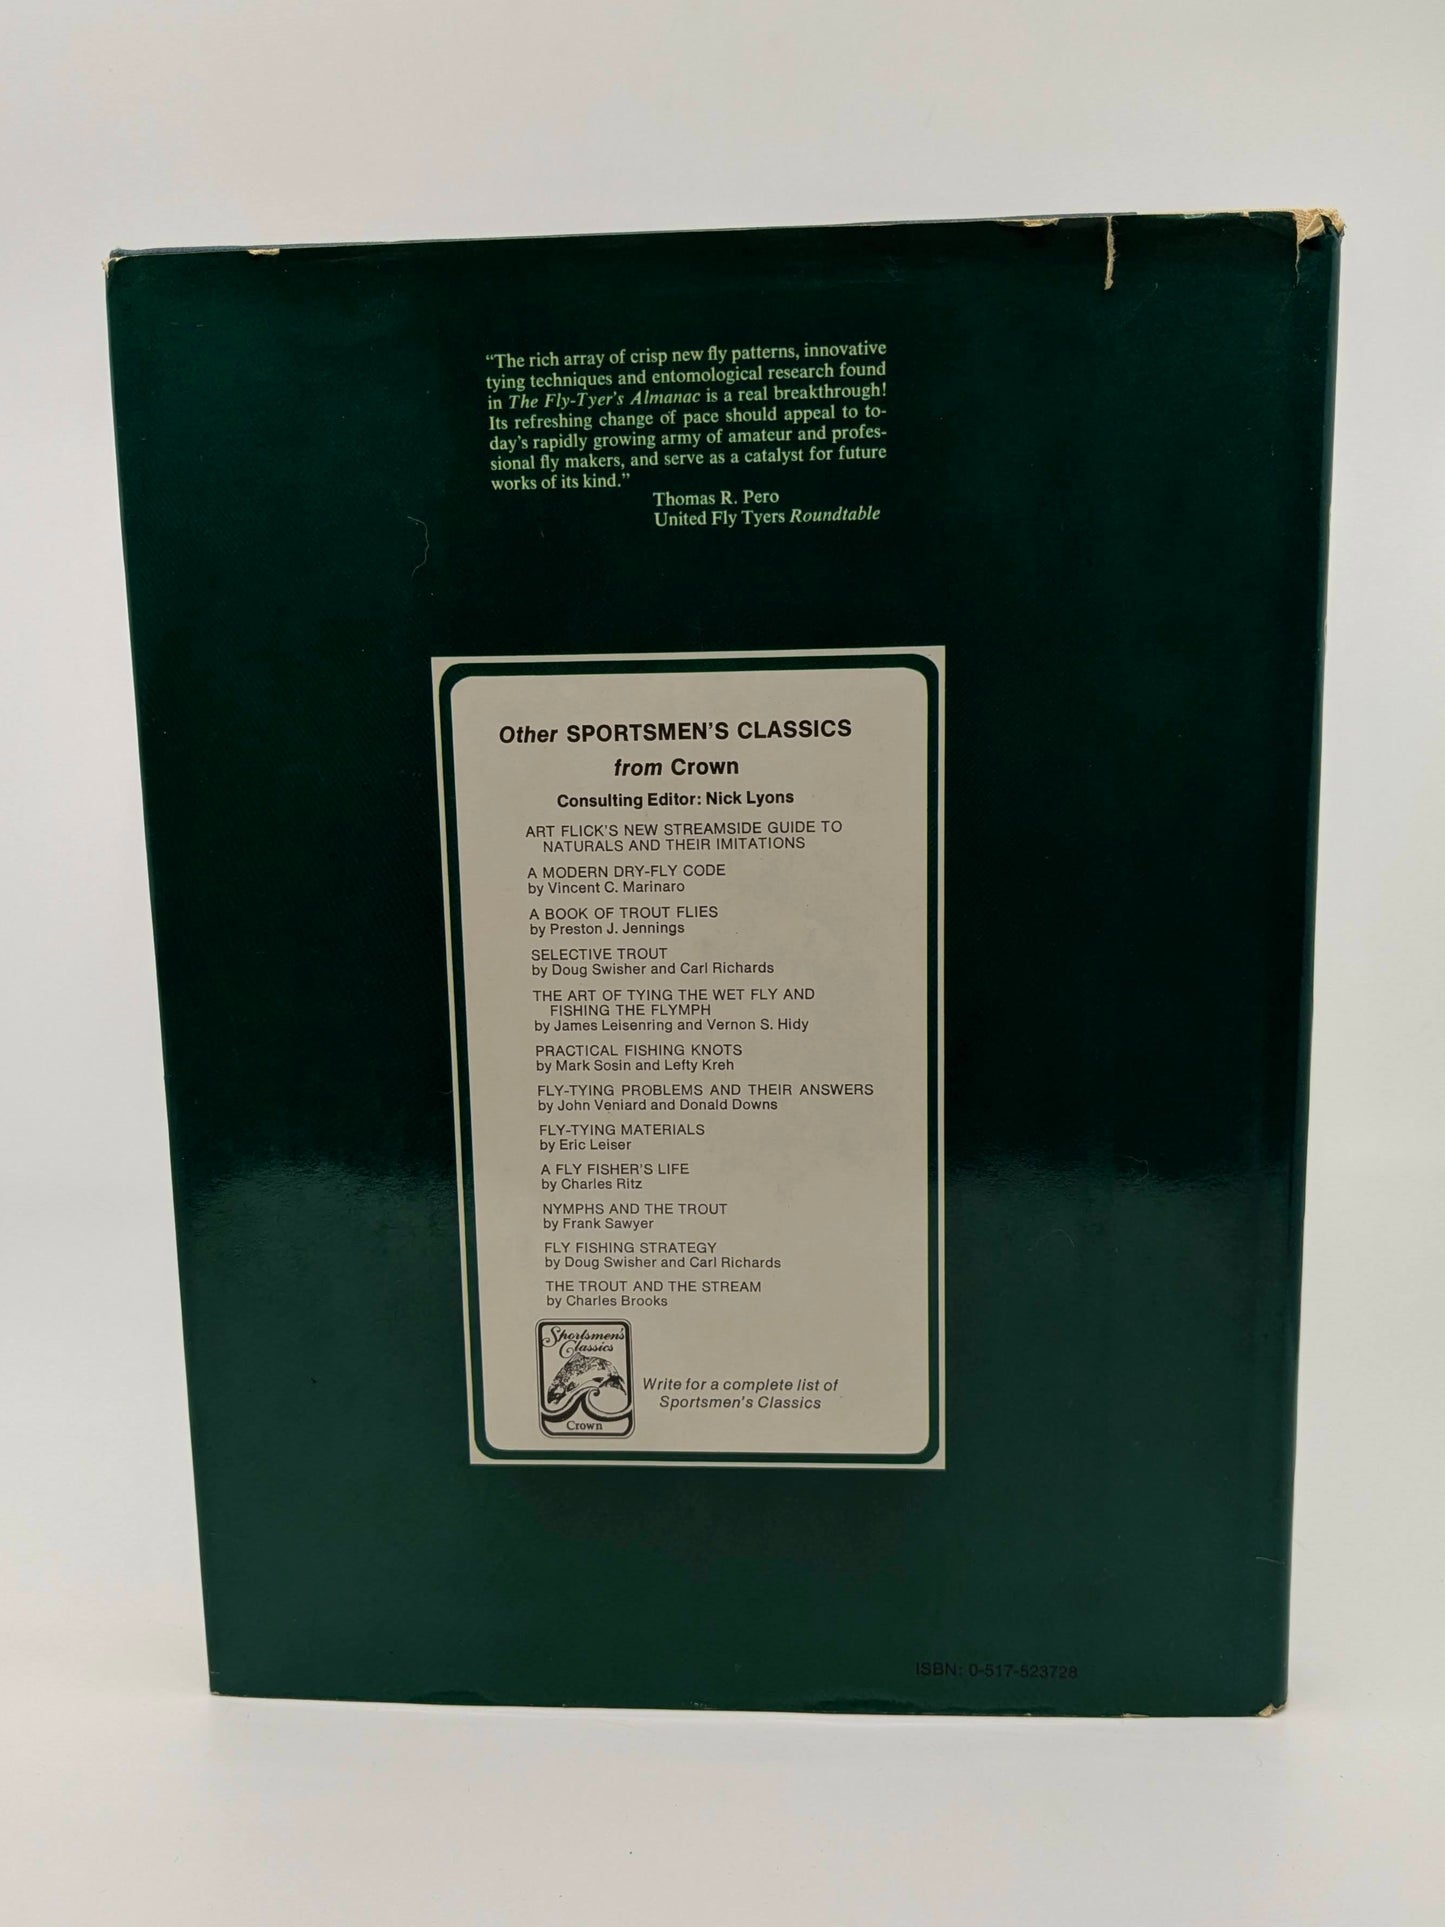 “The rich array of crisp new fly patterns, innovative
tying techniques and entomological research found
in The Fly-Tyer's Almanac is a real breakthrough!
Its refreshing change of pace should appeal to to-
day's rapidly growing army of amateur and profes-
sional fly makers, and serve as a catalyst for future
works of its kind.”
Thomas R. Pero
United Fly Tyers Roundtable
Other SPORTSMEN'S CLASSICS
from Crown
Consulting Editor: Nick Lyons
ART FLICK'S NEW STREAMSIDE GUIDE TO
NATURALS AND THEIR IMITATIONS
A MODERN DRY-FLY CODE
by Vincent C. Marinaro
A BOOK OF TROUT FLIES
by Preston J. Jennings
SELECTIVE TROUT
by Doug Swisher and Carl Richards
THE ART OF TYING THE WET FLY AND
FISHING THE FLYMPH
by James Leisenring and Vernon S. Hidy
PRACTICAL FISHING KNOTS
by Mark Sosin and Lefty Kreh
FLY-TYING PROBLEMS AND THEIR ANSWERS
by John Veniard and Donald Downs
FLY-TYING MATERIALS
by Eric Leiser
A FLY FISHER'S LIFE
by Charles Ritz
NYMPHS AND THE TROUT
by Frank Sawyer
FLY FISHING STRATEGY
by Doug Swisher and Carl Richards
THE TROUT AND THE STREAM
by Charles Brooks
Sportsmen's
Classics
Crown
Write for a complete list of
Sportsmen's Classics
ISBN: 0-517-523728